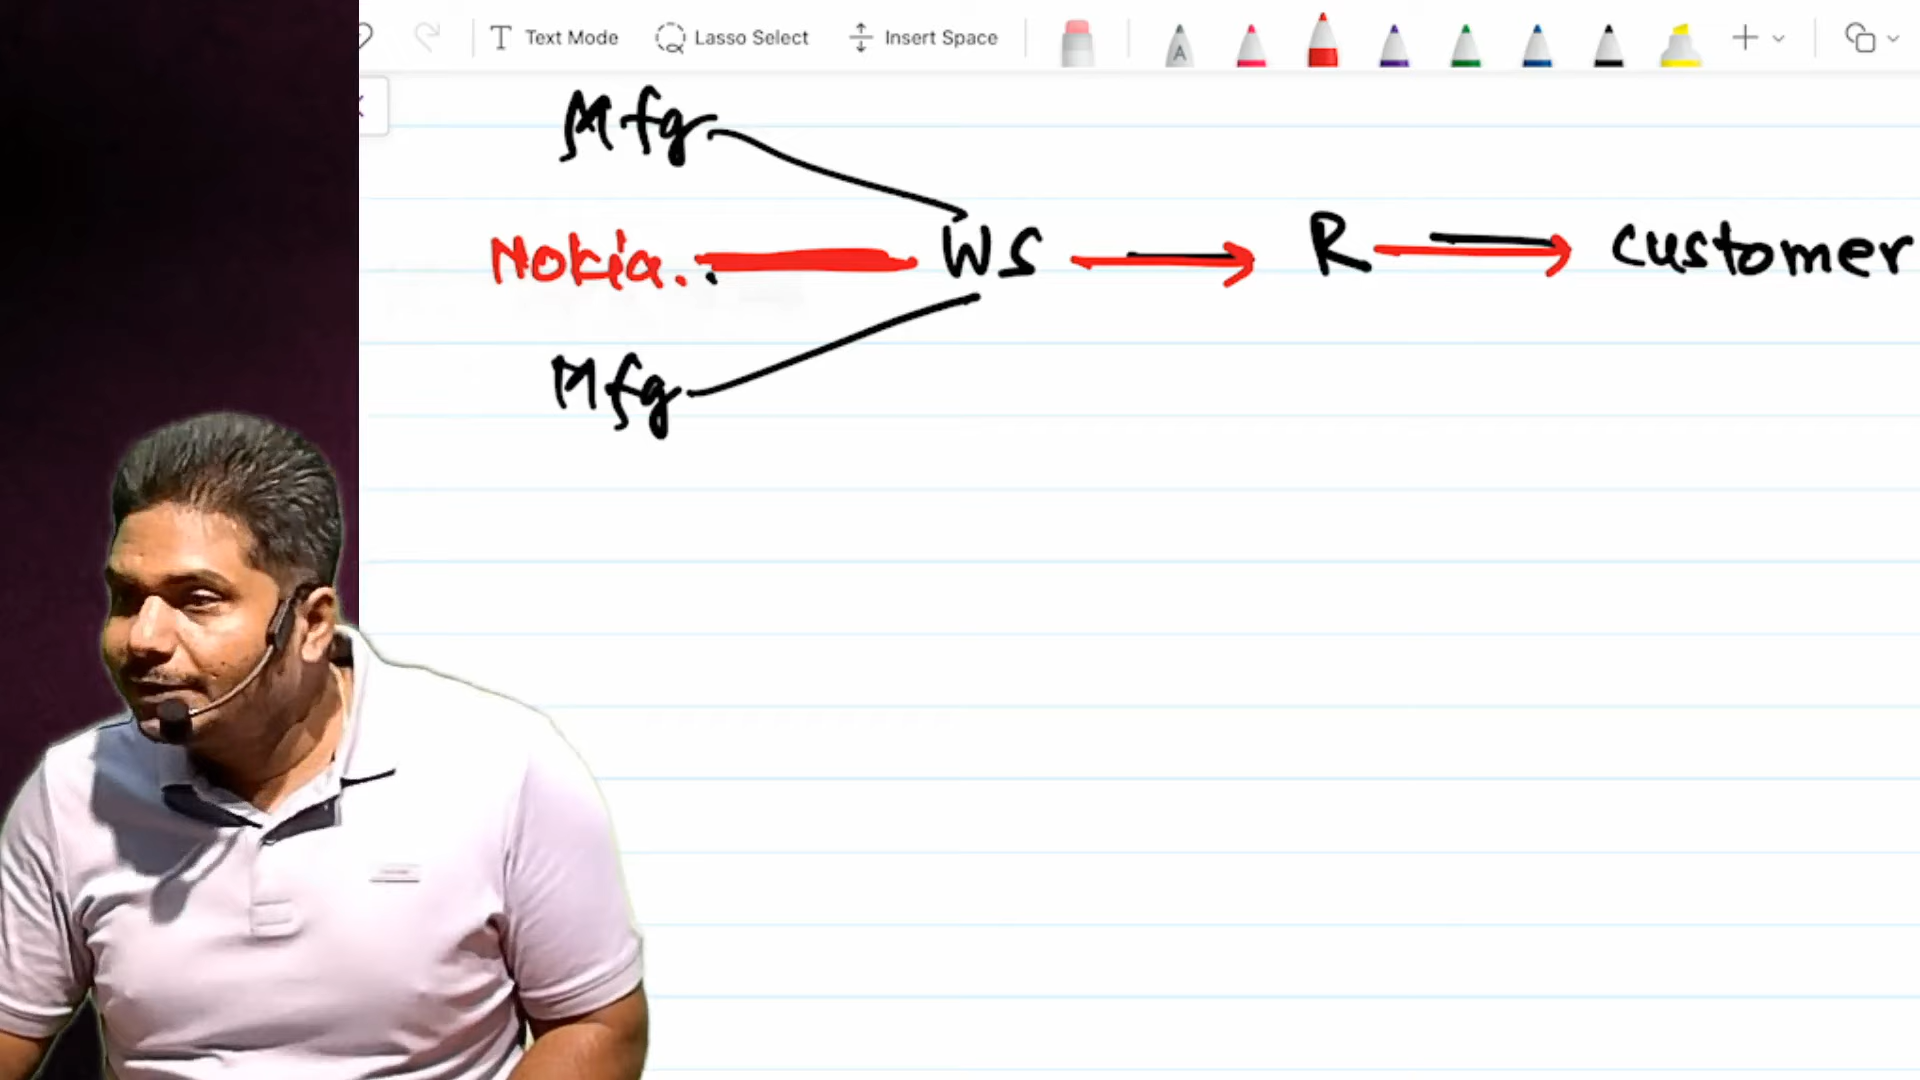 Text Mode Lasso Select Insert Space
A
Mfg
Nokia. WS R customer
Mfg